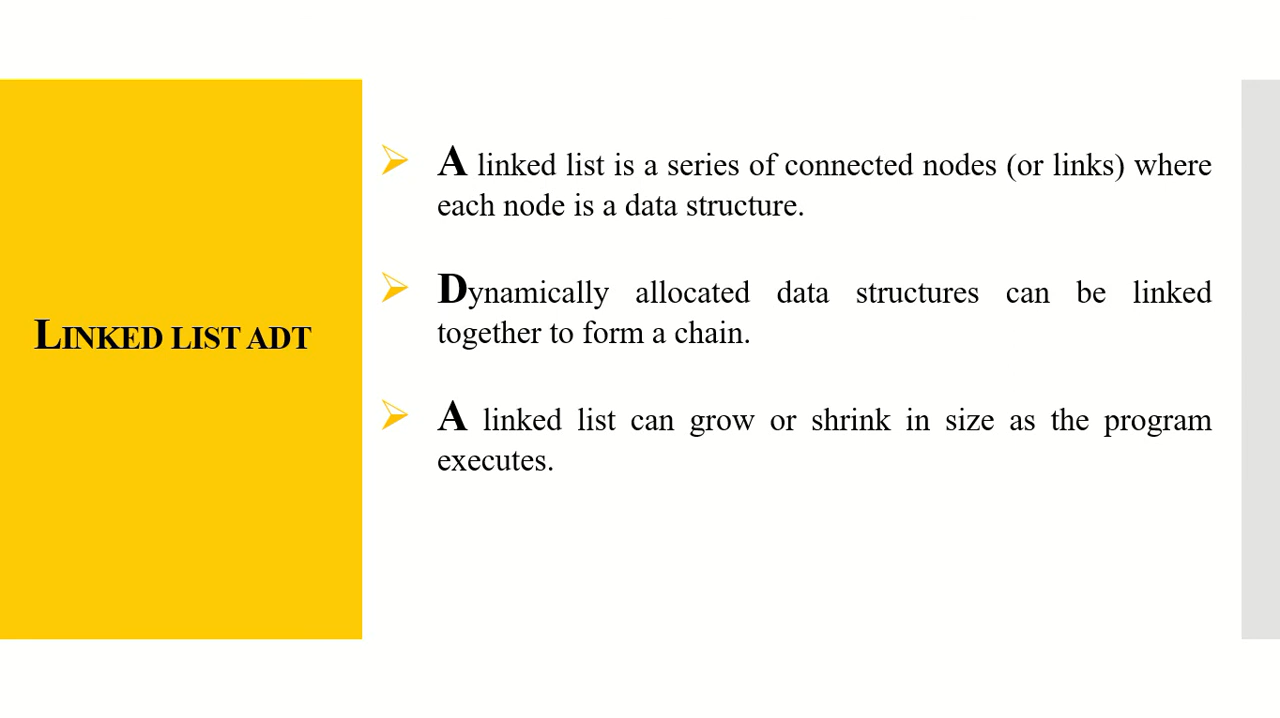 LINKED LIST ADT
A linked list is a series of connected nodes (or links) where
each node is a data structure.
Dynamically allocated data structures can be linked
together to form a chain.
A linked list can grow or shrink in size as the program
executes.